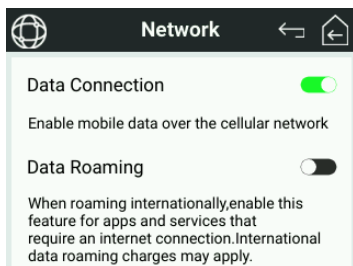 Network
Data Connection
Enable mobile data over the cellular network
Data Roaming
When roaming internationally,enable this
feature for apps and services that
require an internet connection.International
data roaming charges may apply.